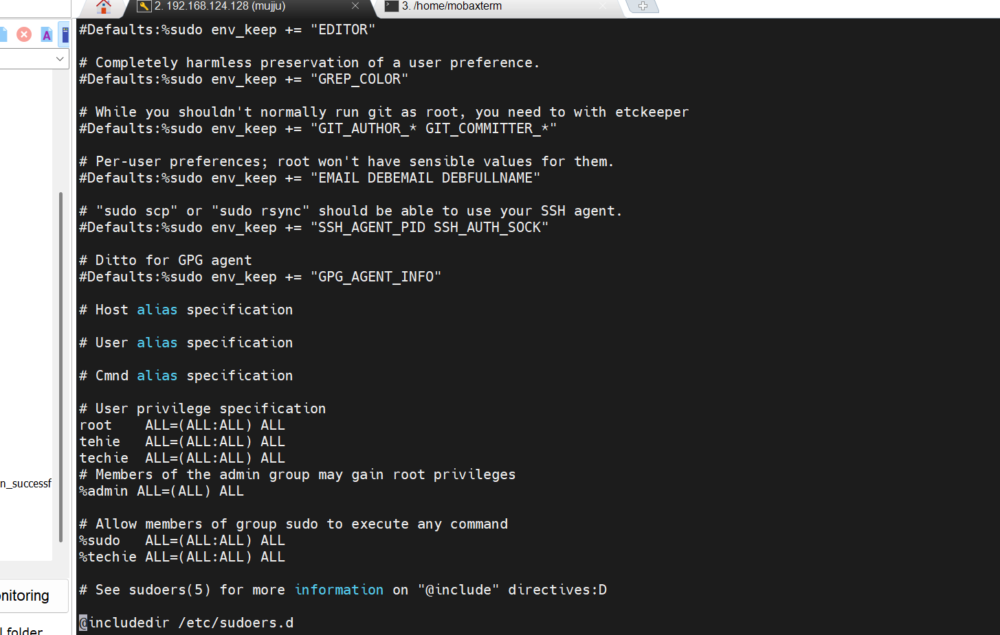 2. 192.168.124.128 (mujju)
3. /home/mobaxterm
#Defaults:%sudo env_keep += "EDITOR"
# Completely harmless preservation of a user preference.
#Defaults:%sudo env_keep += "GREP_COLOR"
# While you shouldn't normally run git as root, you need to with etckeeper
#Defaults:%sudo env_keep += "GIT_AUTHOR_* GIT_COMMITTER_*"
# Per-user preferences; root won't have sensible values for them.
#Defaults:%sudo env_keep += "EMAIL DEBEMAIL DEBFULLNAME"
# "sudo scp" or "sudo rsync" should be able to use your SSH agent.
#Defaults:%sudo env_keep += "SSH_AGENT_PID SSH_AUTH_SOCK"
# Ditto for GPG agent
#Defaults:%sudo env_keep += "GPG_AGENT_INFO"
# Host alias specification
# User alias specification
# Cmnd alias specification
# User privilege specification
root    ALL=(ALL:ALL) ALL
tehie   ALL=(ALL:ALL) ALL
techie  ALL=(ALL:ALL) ALL
# Members of the admin group may gain root privileges
%admin ALL=(ALL) ALL
# Allow members of group sudo to execute any command
%sudo   ALL=(ALL:ALL) ALL
%techie ALL=(ALL:ALL) ALL
# See sudoers(5) for more information on "@include" directives:D
@includedir /etc/sudoers.d
n_successf
nitoring
folder